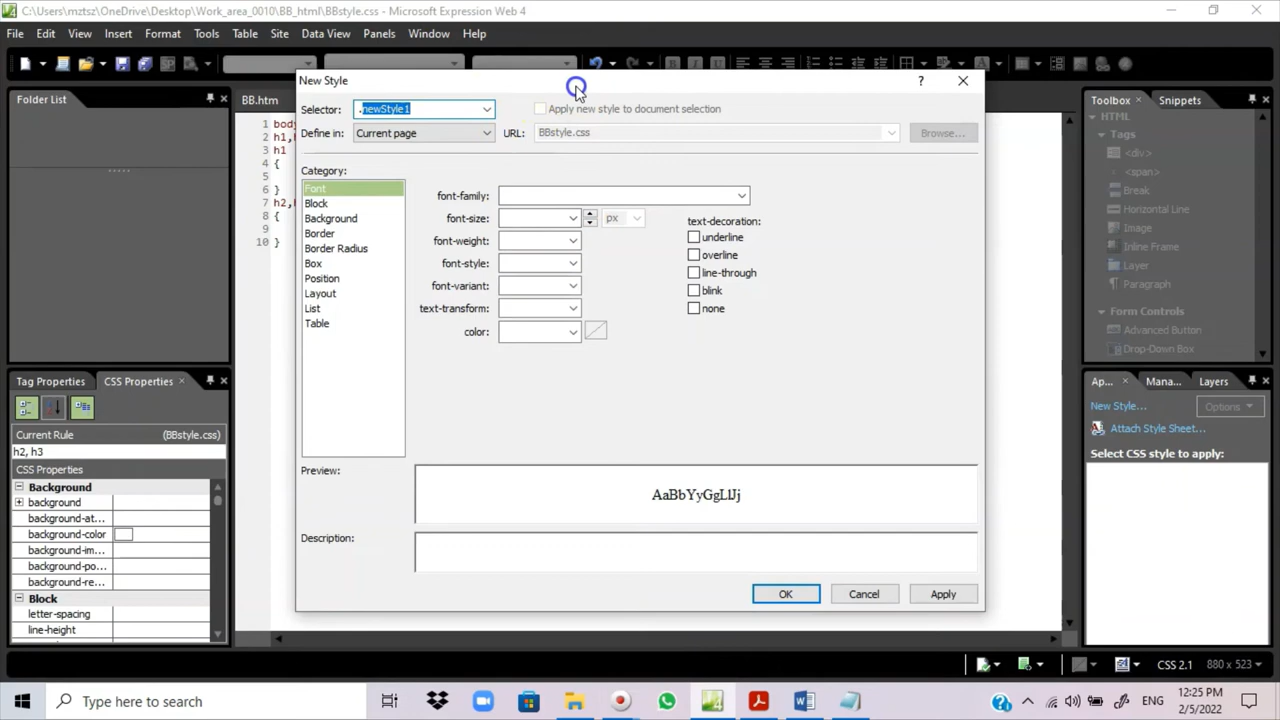 C:\Users\mztsz\OneDrive\Desktop\Work_area_0010\BB_html\BBstyle.css - Microsoft Expression Web 4
File Edit View Insert Format Tools Table Site Data View Panels Window Help
Folder List
BB.htm
1 body
2 h1,h
3 h1
4 {
5
6 }
7 h2,h
8 {
9
10 }
New Style
Selector: .newStyle1 Apply new style to document selection
Define in: Current page URL: BBstyle.css Browse...
Category:
Font
Block
Background
Border
Border Radius
Box
Position
Layout
List
Table
font-family:
font-size: px
font-weight:
font-style:
font-variant:
text-transform:
color:
text-decoration:
underline
overline
line-through
blink
none
Preview:
AaBbYyGgLlJj
Description:
OK Cancel Apply
Toolbox Snippets
HTML
Tags
<div>
<span>
Break
Horizontal Line
Image
Inline Frame
Layer
Paragraph
Form Controls
Advanced Button
Drop-Down Box
Tag Properties CSS Properties
Current Rule (BBstyle.css)
h2, h3
CSS Properties
Background
background
background-at...
background-color
background-im...
background-po...
background-re...
Block
letter-spacing
line-height
Ap... Mana... Layers
New Style... Options
Attach Style Sheet...
Select CSS style to apply:
CSS 2.1 880 x 523
Type here to search
ENG
12:25 PM
2/5/2022